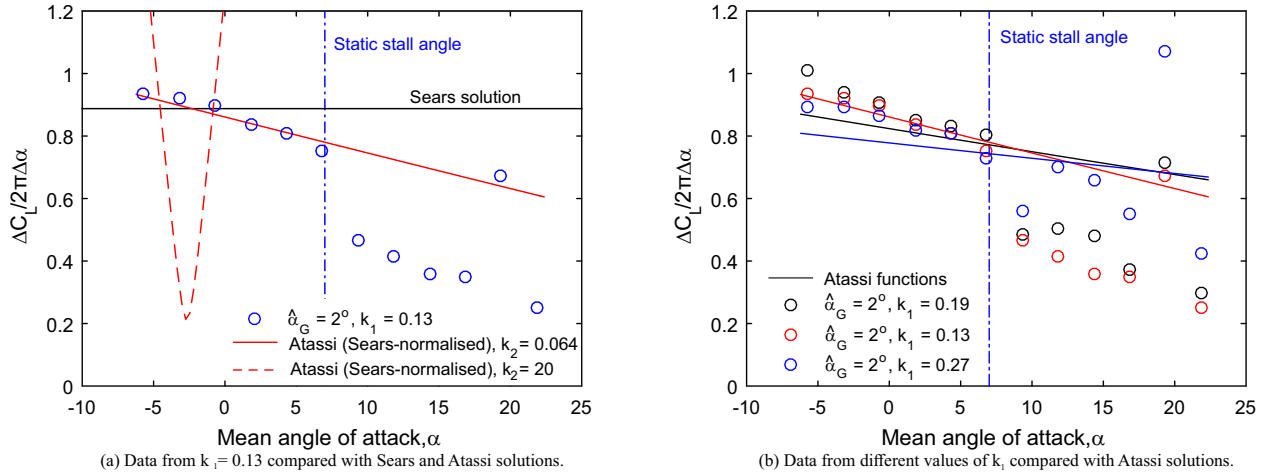 1.2
1
0.8
0.6
0.4
0.2
0
-10
-5
0
5
10
15
20
25
ΔC_L/2πΔα
Mean angle of attack,α
Static stall angle
Sears solution
α̂_G = 2°, k_1 = 0.13
Atassi (Sears-normalised), k_2 = 0.064
Atassi (Sears-normalised), k_2 = 20
(a) Data from k_1 = 0.13 compared with Sears and Atassi solutions.
1.2
1
0.8
0.6
0.4
0.2
0
-10
-5
0
5
10
15
20
25
ΔC_L/2πΔα
Mean angle of attack,α
Static stall angle
Atassi functions
α̂_G = 2°, k_1 = 0.19
α̂_G = 2°, k_1 = 0.13
α̂_G = 2°, k_1 = 0.27
(b) Data from different values of k_1 compared with Atassi solutions.